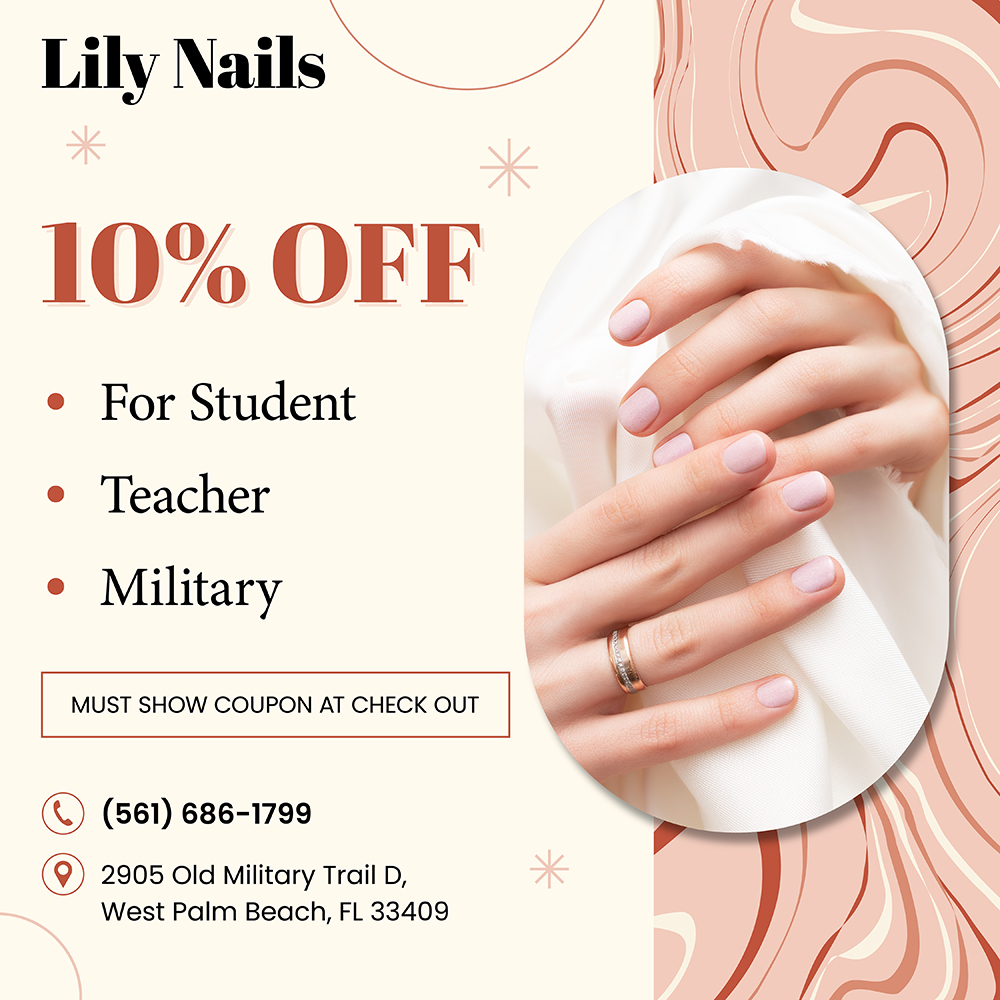 Lily Nails
10% OFF
• For Student
• Teacher
• Military
MUST SHOW COUPON AT CHECK OUT
(561) 686-1799
2905 Old Military Trail D,
West Palm Beach, FL 33409